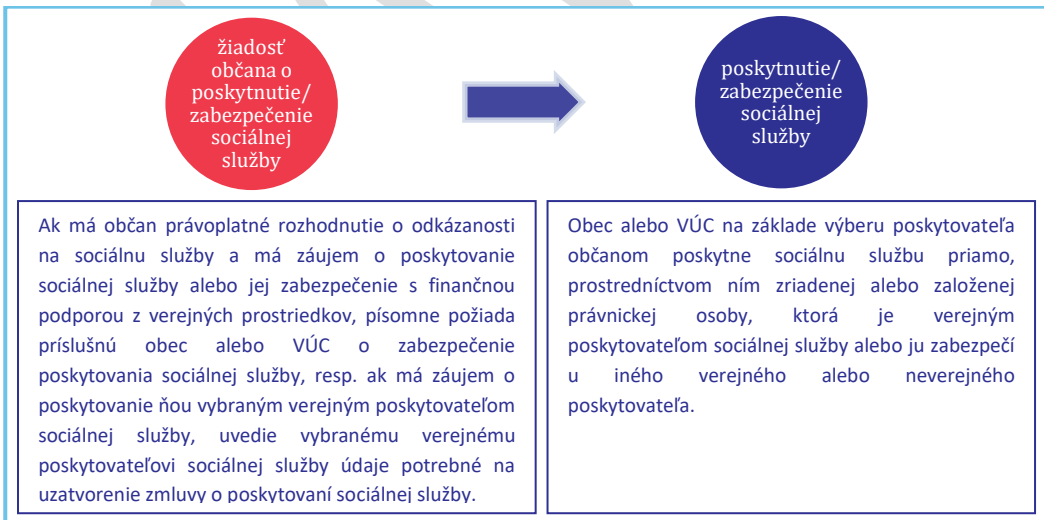 žiadosť
občana o
poskytnutie/
zabezpečenie
sociálnej
služby
poskytnutie/
zabezpečenie
sociálnej
služby
Ak má občan právoplatné rozhodnutie o odkázanosti
na sociálnu služby a má záujem o poskytovanie
sociálnej služby alebo jej zabezpečenie s finančnou
podporou z verejných prostriedkov, písomne požiada
príslušnú obec alebo VÚC o zabezpečenie
poskytovania sociálnej služby, resp. ak má záujem o
poskytovanie ňou vybraným verejným poskytovateľom
sociálnej služby, uvedie vybranému verejnému
poskytovateľovi sociálnej služby údaje potrebné na
uzatvorenie zmluvy o poskytovaní sociálnej služby.
Obec alebo VÚC na základe výberu poskytovateľa
občanom poskytne sociálnu službu priamo,
prostredníctvom ním zriadenej alebo založenej
právnickej osoby, ktorá je verejným
poskytovateľom sociálnej služby alebo ju zabezpečí
u iného verejného alebo neverejného
poskytovateľa.